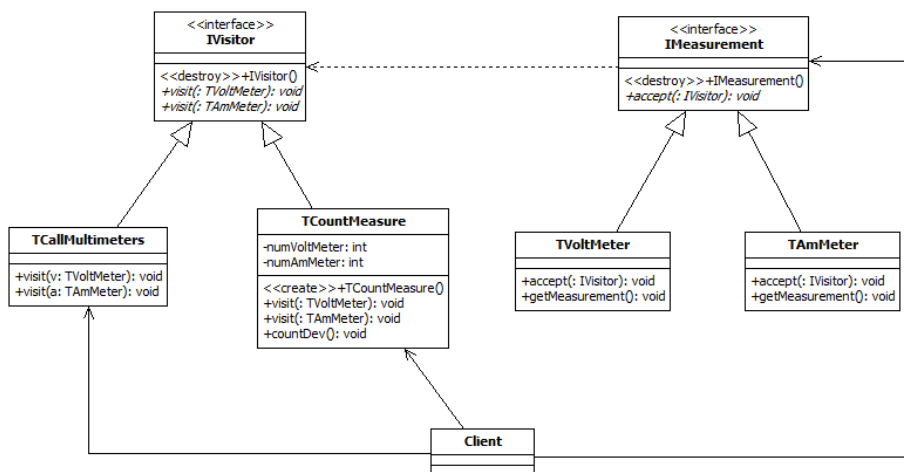 <<interface>>
IVisitor
<<destroy>>+IVisitor()
+visit(: TVoltMeter): void
+visit(: TAmMeter): void
<<interface>>
IMeasurement
<<destroy>>+IMeasurement()
+accept(: IVisitor): void
TCallMultimeters
+visit(v: TVoltMeter): void
+visit(a: TAmMeter): void
TCountMeasure
-numVoltMeter: int
-numAmMeter: int
<<create>>+TCountMeasure()
+visit(: TVoltMeter): void
+visit(: TAmMeter): void
+countDev(): void
TVoltMeter
+accept(: IVisitor): void
+getMeasurement(): void
TAmMeter
+accept(: IVisitor): void
+getMeasurement(): void
Client